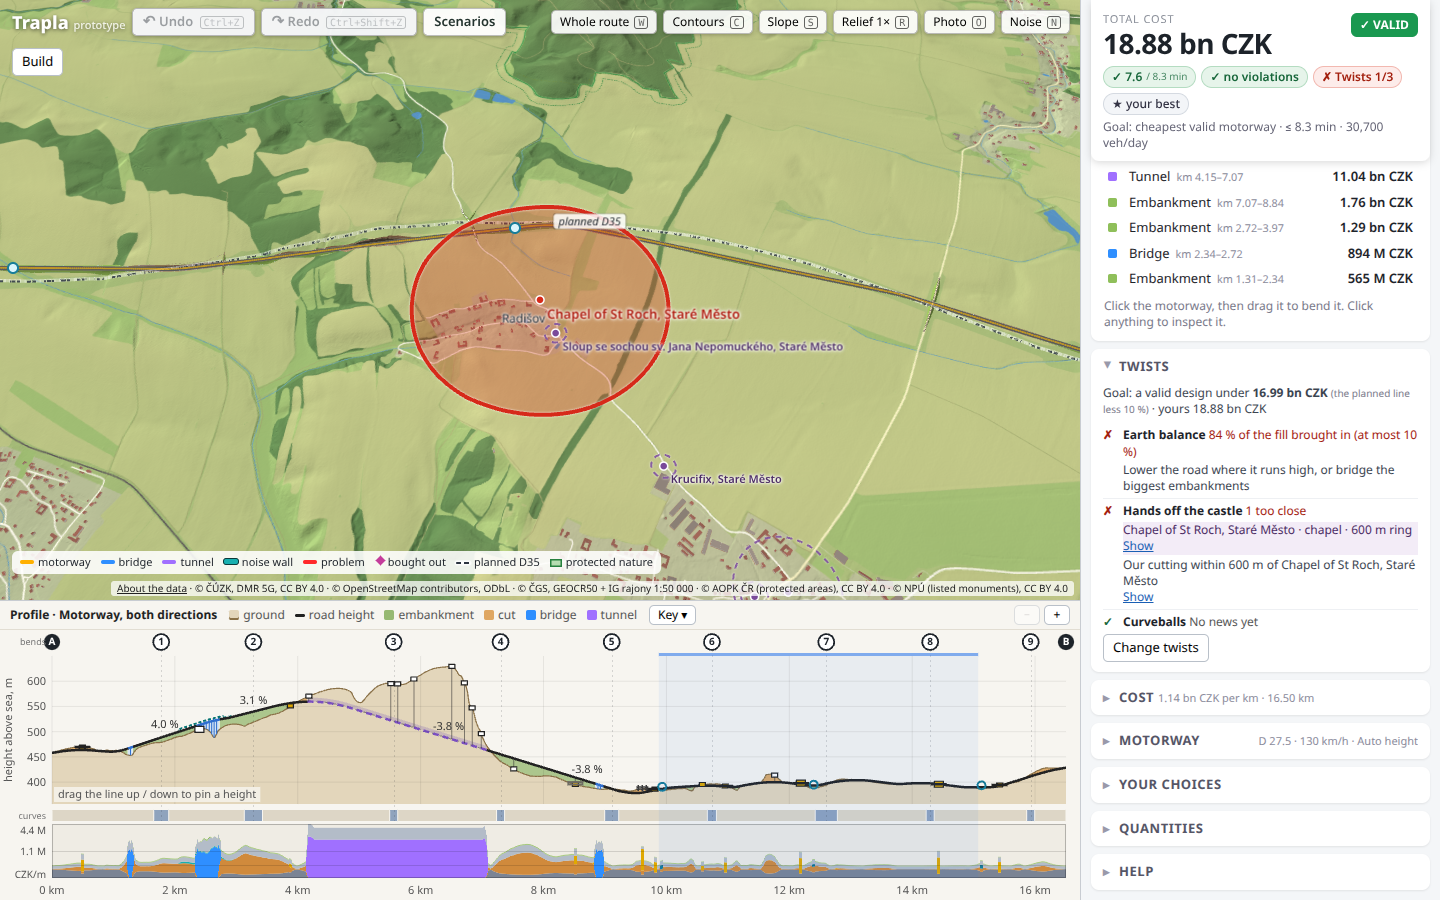 Trapla prototype
↶ Undo Ctrl+Z
↷ Redo Ctrl+Shift+Z
Scenarios
Whole route W
Contours C
Slope S
Relief 1× R
Photo O
Noise N
Build
planned D35
Chapel of St Roch, Staré Město
Radišov
Sloup se sochou sv. Jana Nepomuckého, Staré Město
Krucifix, Staré Město
motorway bridge tunnel noise wall problem bought out planned D35 protected nature
About the data · © ČÚZK, DMR 5G, CC BY 4.0 · © OpenStreetMap contributors, ODbL · © ČGS, GEOCR50 + IG rajony 1:50 000 · © AOPK ČR (protected areas), CC BY 4.0 · © NPÚ (listed monuments), CC BY 4.0
Profile · Motorway, both directions ground road height embankment cut bridge tunnel Key ▾ − +
bends A 1 2 3 4 5 6 7 8 9 B
height above sea, m
600
550
500
450
400
4.0 %
3.1 %
-3.8 %
-3.8 %
drag the line up / down to pin a height
curves
4.4 M
1.1 M
CZK/m
0 km 2 km 4 km 6 km 8 km 10 km 12 km 14 km 16 km
TOTAL COST
18.88 bn CZK
✓ VALID
✓ 7.6 / 8.3 min
✓ no violations
✗ Twists 1/3
★ your best
Goal: cheapest valid motorway · ≤ 8.3 min · 30,700
veh/day
Tunnel km 4.15–7.07 11.04 bn CZK
Embankment km 7.07–8.84 1.76 bn CZK
Embankment km 2.72–3.97 1.29 bn CZK
Bridge km 2.34–2.72 894 M CZK
Embankment km 1.31–2.34 565 M CZK
Click the motorway, then drag it to bend it. Click
anything to inspect it.
▼ TWISTS
Goal: a valid design under 16.99 bn CZK (the planned line
less 10 %) · yours 18.88 bn CZK
✗ Earth balance 84 % of the fill brought in (at most 10
%)
Lower the road where it runs high, or bridge the
biggest embankments
✗ Hands off the castle 1 too close
Chapel of St Roch, Staré Město · chapel · 600 m ring
Show
Our cutting within 600 m of Chapel of St Roch, Staré
Město
Show
✓ Curveballs No news yet
Change twists
▶ COST 1.14 bn CZK per km · 16.50 km
▶ MOTORWAY D 27.5 · 130 km/h · Auto height
▶ YOUR CHOICES
▶ QUANTITIES
▶ HELP